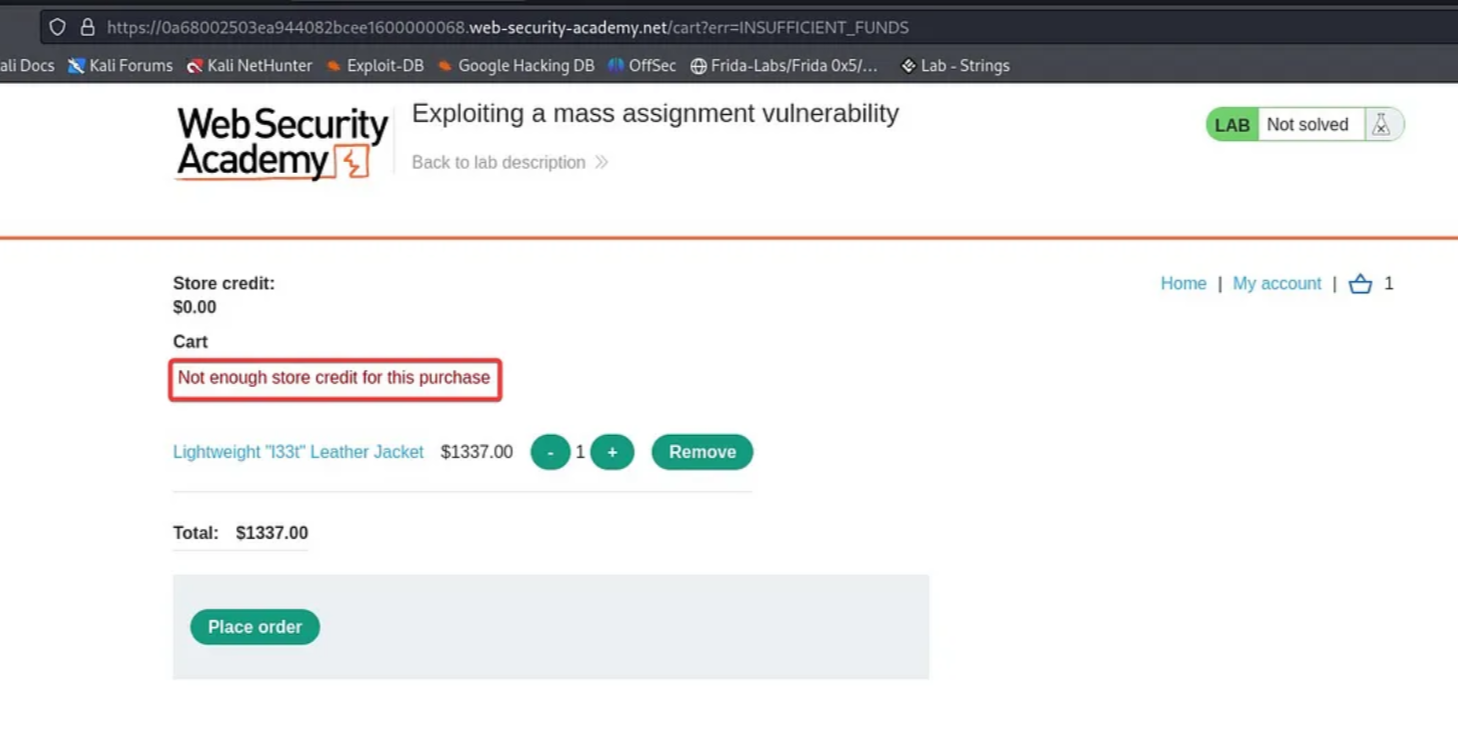 https://0a68002503ea944082bcee1600000068.web-security-academy.net/cart?err=INSUFFICIENT_FUNDS
ali Docs Kali Forums Kali NetHunter Exploit-DB Google Hacking DB OffSec Frida-Labs/Frida 0x5/... Lab - Strings
Web Security
Academy
Exploiting a mass assignment vulnerability
Back to lab description
LAB Not solved
Store credit:
$0.00
Home | My account | 1
Cart
Not enough store credit for this purchase
Lightweight "l33t" Leather Jacket $1337.00 - 1 + Remove
Total: $1337.00
Place order